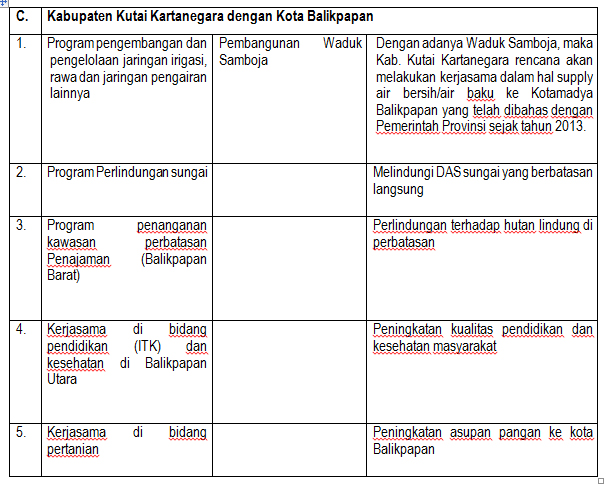 C. Kabupaten Kutai Kartanegara dengan Kota Balikpapan
1. Program pengembangan dan
pengelolaan jaringan irigasi,
rawa dan jaringan pengairan
lainnya
Pembangunan Waduk
Samboja
Dengan adanya Waduk Samboja, maka
Kab. Kutai Kartanegara rencana akan
melakukan kerjasama dalam hal supply
air bersih/air baku ke Kotamadya
Balikpapan yang telah dibahas dengan
Pemerintah Provinsi sejak tahun 2013.
2. Program Perlindungan sungai
Melindungi DAS sungai yang berbatasan
langsung
3. Program penanganan
kawasan perbatasan
Penajaman (Balikpapan
Barat)
Perlindungan terhadap hutan lindung di
perbatasan
4. Kerjasama di bidang
pendidikan (ITK) dan
kesehatan di Balikpapan
Utara
Peningkatan kualitas pendidikan dan
kesehatan masyarakat
5. Kerjasama di bidang
pertanian
Peningkatan asupan pangan ke kota
Balikpapan